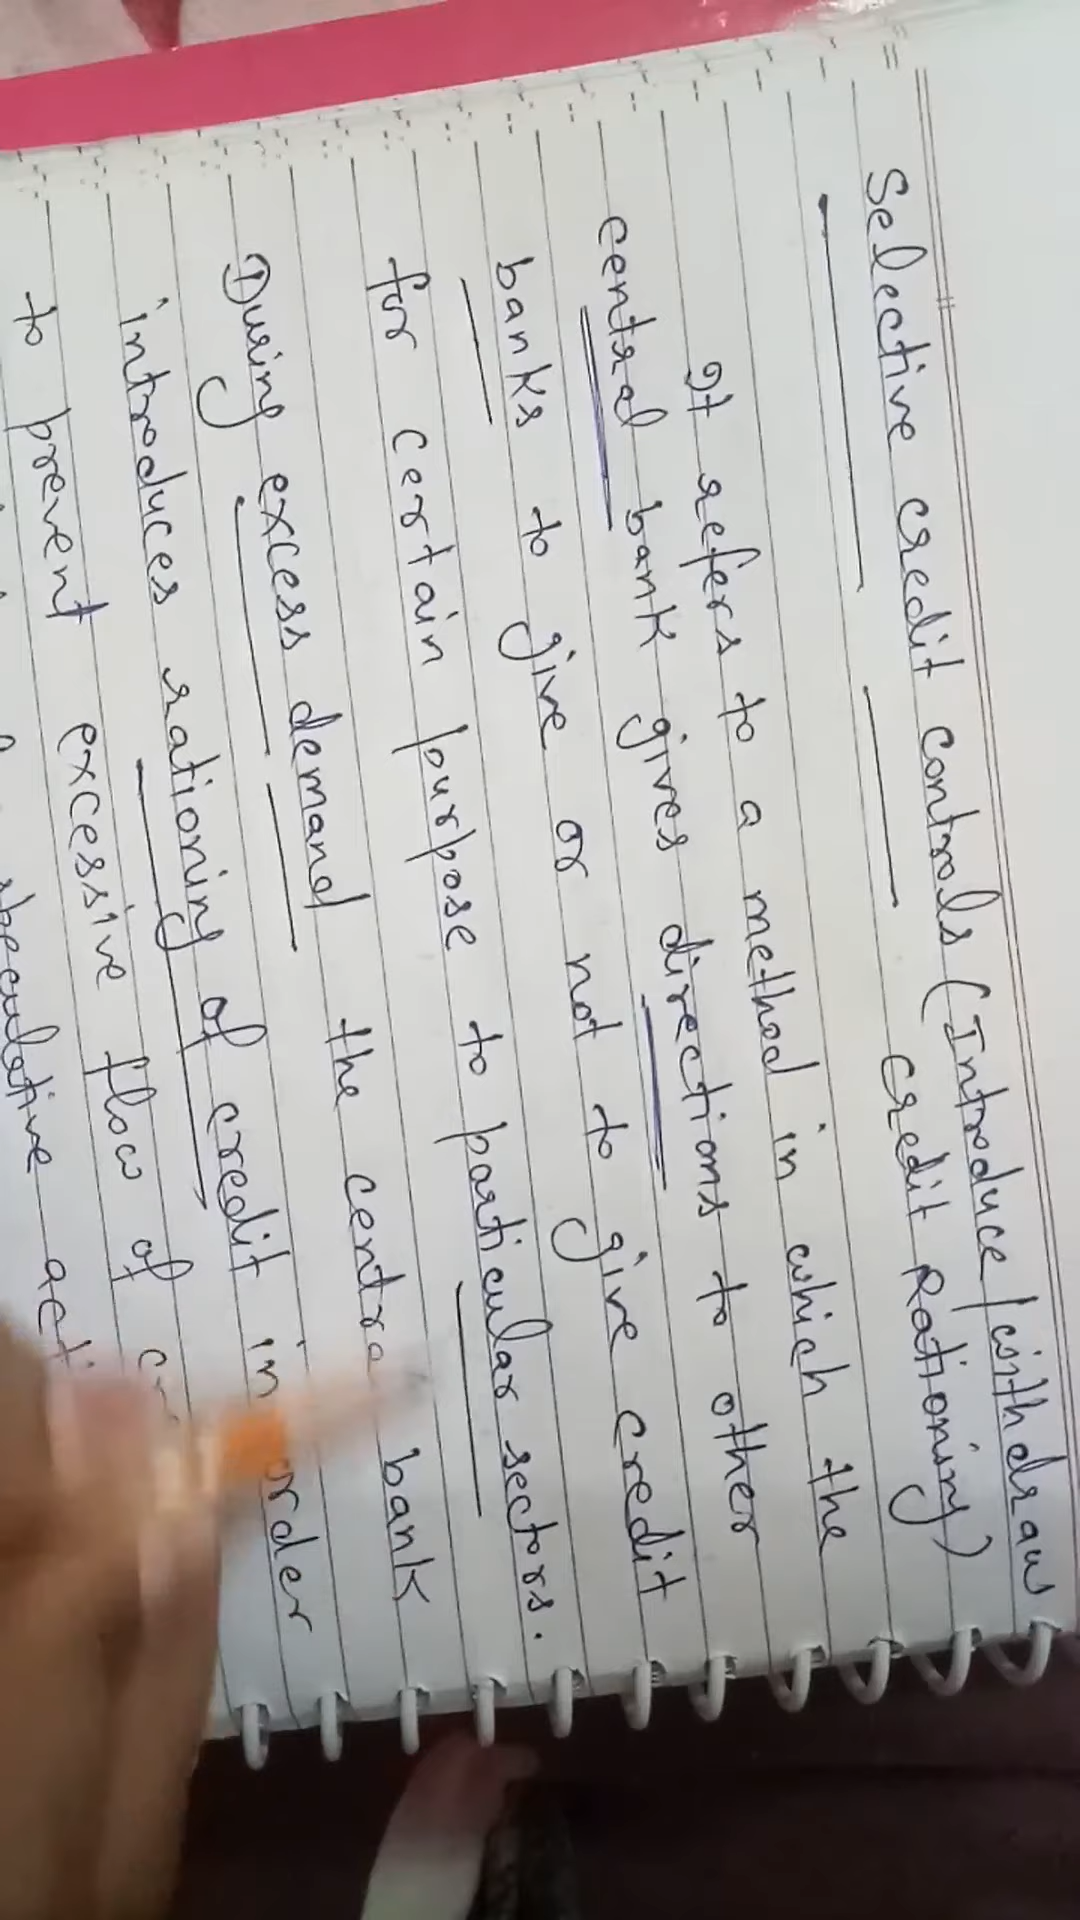 Selective credit controls (Introduce/withdraw
credit Rationing)
It refers to a method in which the
central bank gives directions to other
banks to give or not to give credit
for certain purpose to particular sectors.
During excess demand the central bank
introduces rationing of credit in order
to prevent excessive flow of
speculative